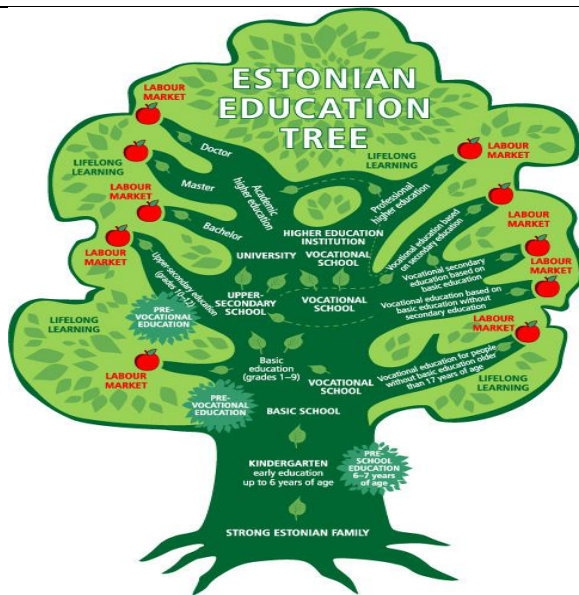 ESTONIAN
EDUCATION
TREE
LABOUR
MARKET
LIFELONG
LEARNING
Doctor
Master
Bachelor
Academic
higher education
LABOUR
MARKET
LABOUR
MARKET
Upper-secondary education
(grades 10–12)
LIFELONG
LEARNING
Professional
higher education
LABOUR
MARKET
HIGHER EDUCATION
INSTITUTION
UNIVERSITY
VOCATIONAL
SCHOOL
Vocational education based
on secondary education
LABOUR
MARKET
Vocational secondary
education based on
basic education
LABOUR
MARKET
Vocational education based on
basic education without
secondary education
UPPER-
SECONDARY
SCHOOL
VOCATIONAL
SCHOOL
PRE-
VOCATIONAL
EDUCATION
LIFELONG
LEARNING
LABOUR
MARKET
LABOUR
MARKET
Basic
education
(grades 1–9)
VOCATIONAL
SCHOOL
Vocational education for people
without basic education older
than 17 years of age
LIFELONG
LEARNING
PRE-
VOCATIONAL
EDUCATION
BASIC SCHOOL
KINDERGARTEN
early education
up to 6 years of age
PRE-
SCHOOL
EDUCATION
6–7 years
of age
STRONG ESTONIAN FAMILY